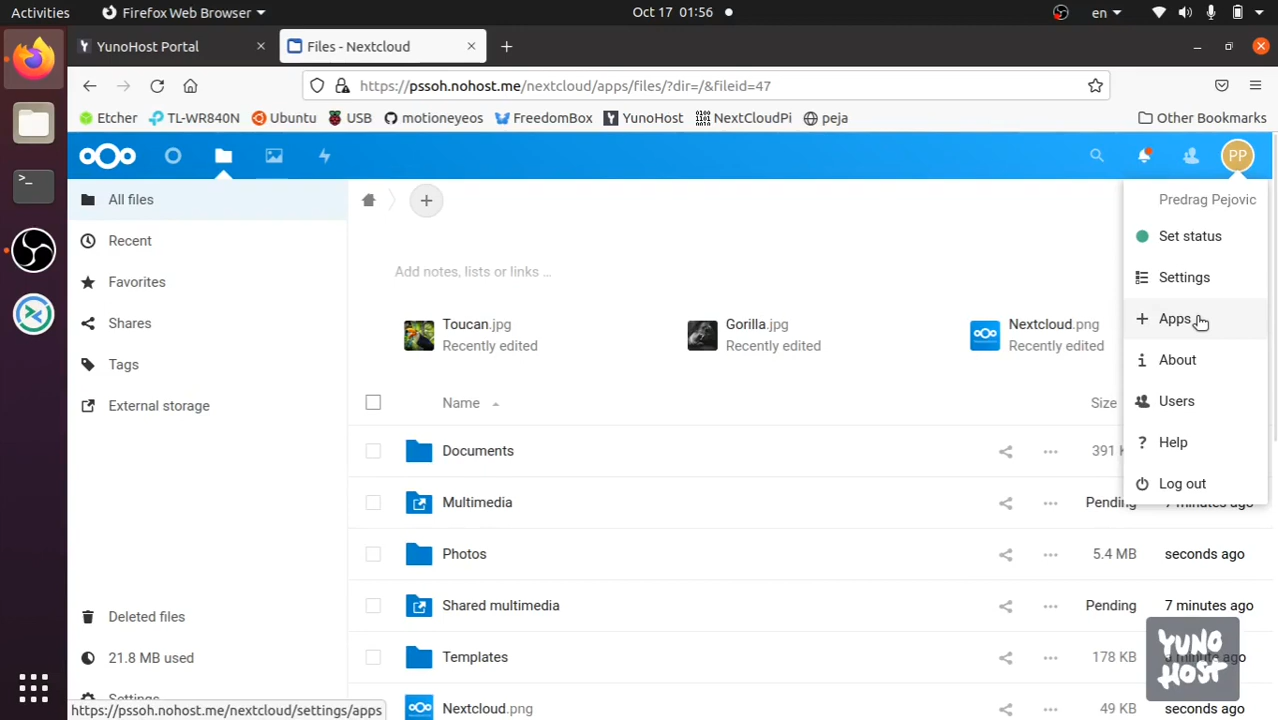 Activities
Firefox Web Browser
Oct 17 01:56
en
YunoHost Portal
Files - Nextcloud
https://pssoh.nohost.me/nextcloud/apps/files/?dir=/&fileid=47
Etcher
TL-WR840N
Ubuntu
USB
motioneyeos
FreedomBox
YunoHost
NextCloudPi
peja
Other Bookmarks
PP
All files
Recent
Favorites
Shares
Tags
External storage
Deleted files
21.8 MB used
Settings
Add notes, lists or links ...
Toucan.jpg
Recently edited
Gorilla.jpg
Recently edited
Nextcloud.png
Recently edited
Name
Size
Documents
391
Multimedia
Pending
7 minutes ago
Photos
5.4 MB
seconds ago
Shared multimedia
Pending
7 minutes ago
Templates
178 KB
a minute ago
Nextcloud.png
49 KB
seconds ago
Predrag Pejovic
Set status
Settings
Apps
About
Users
Help
Log out
YUNO
HOST
https://pssoh.nohost.me/nextcloud/settings/apps